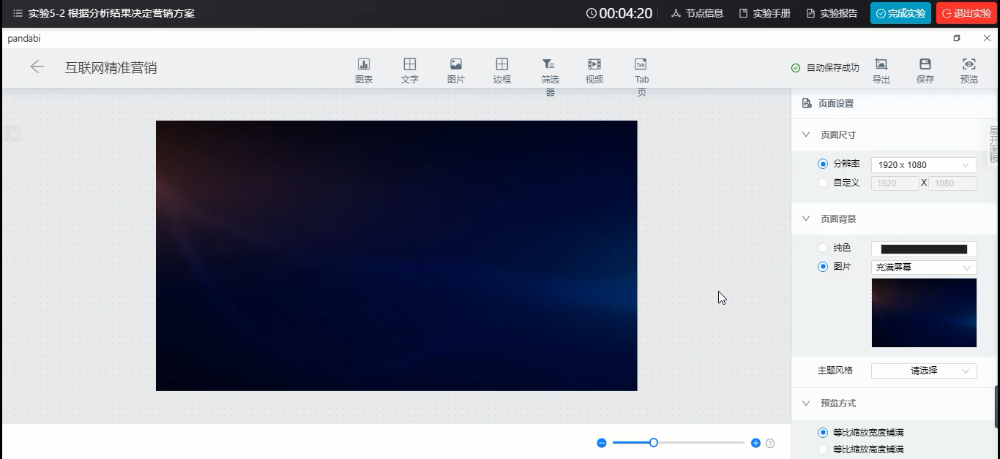 实验5-2 根据分析结果决定营销方案
00:04:20
节点信息
实验手册
实验报告
完成实验
退出实验
pandabi
互联网精准营销
图表
文字
图片
边框
筛选器
视频
Tab
Tab页
自动保存成功
导出
保存
预览
页面设置
展开面板
页面尺寸
分辨率
1920 x 1080
自定义
1920
X
1080
页面背景
纯色
图片
充满屏幕
主题风格
请选择
预览方式
等比缩放宽度铺满
等比缩放高度铺满